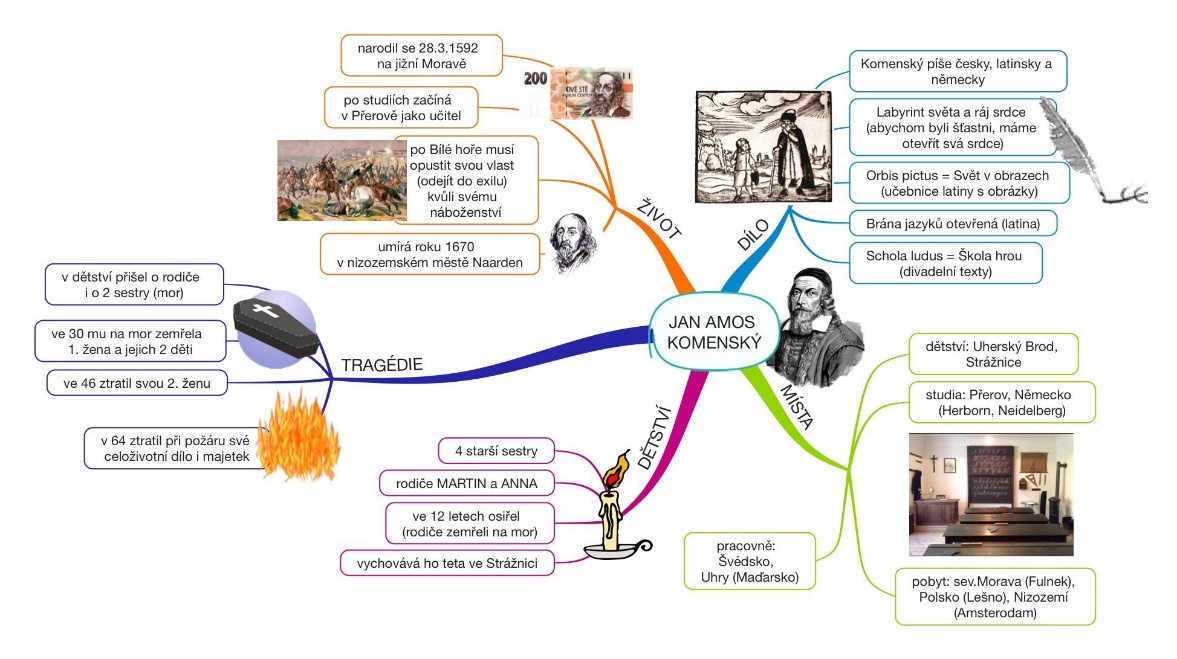 JAN AMOS
KOMENSKÝ
ŽIVOT
narodil se 28.3.1592
na jižní Moravě
200
po studiích začíná
v Přerově jako učitel
po Bílé hoře musí
opustit svou vlast
(odejít do exilu)
kvůli svému
náboženství
umírá roku 1670
v nizozemském městě Naarden
DÍLO
Komenský píše česky, latinsky a
německy
Labyrint světa a ráj srdce
(abychom byli šťastni, máme
otevřít svá srdce)
Orbis pictus = Svět v obrazech
(učebnice latiny s obrázky)
Brána jazyků otevřená (latina)
Schola ludus = Škola hrou
(divadelní texty)
TRAGÉDIE
v dětství přišel o rodiče
i o 2 sestry (mor)
ve 30 mu na mor zemřela
1. žena a jejich 2 děti
ve 46 ztratil svou 2. ženu
v 64 ztratil při požáru své
celoživotní dílo i majetek
DĚTSTVÍ
4 starší sestry
rodiče MARTIN a ANNA
ve 12 letech osiřel
(rodiče zemřeli na mor)
vychovává ho teta ve Strážnici
MÍSTA
dětství: Uherský Brod,
Strážnice
studia: Přerov, Německo
(Herborn, Neidelberg)
pracovně:
Švédsko,
Uhry (Maďarsko)
pobyt: sev.Morava (Fulnek),
Polsko (Lešno), Nizozemí
(Amsterodam)